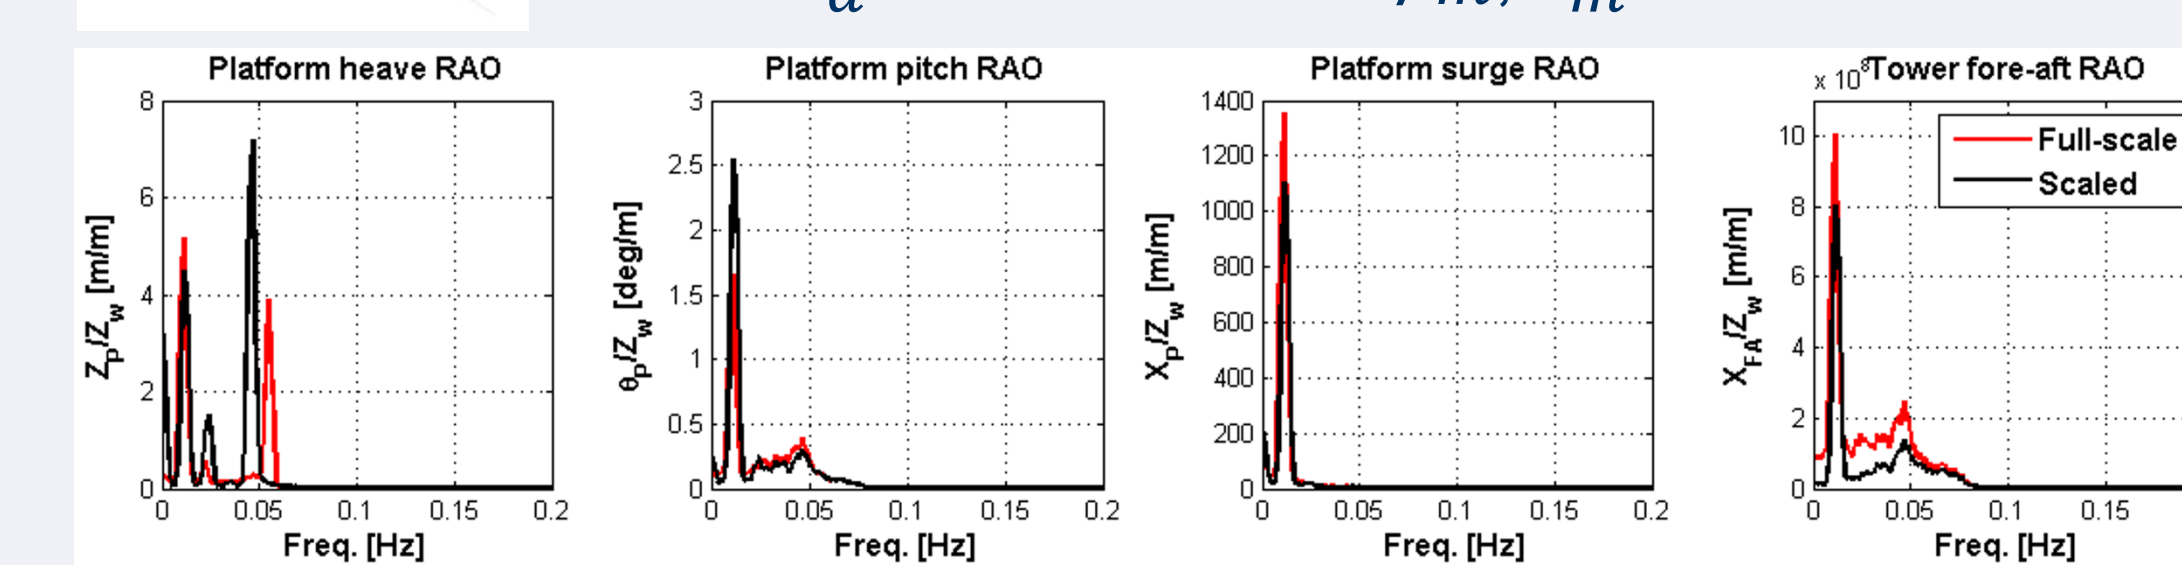 Platform heave RAO
8
6
4
2
0
0 0.05 0.1 0.15 0.2
Z_P/Z_w [m/m]
Freq. [Hz]
Platform pitch RAO
3
2.5
2
1.5
1
0.5
0
0 0.05 0.1 0.15 0.2
θ_P/Z_w [deg/m]
Freq. [Hz]
Platform surge RAO
1400
1200
1000
800
600
400
200
0
0 0.05 0.1 0.15 0.2
X_P/Z_w [m/m]
Freq. [Hz]
x 10^8 Tower fore-aft RAO
10
8
6
4
2
0
0 0.05 0.1 0.15
X_FA/Z_w [m/m]
Freq. [Hz]
Full-scale
Scaled